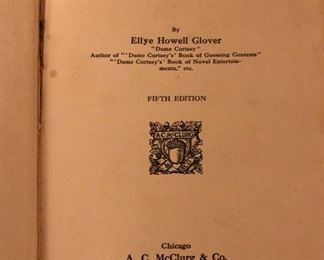 By
Ellye Howell Glover
"Dame Curtsey"
Author of "'Dame Curtsey's' Book of Guessing Contests"
"'Dame Curtsey's' Book of Novel Entertain-
ments," etc.
FIFTH EDITION
A.C. McCLURG
Chicago
A. C. McClurg & Co.